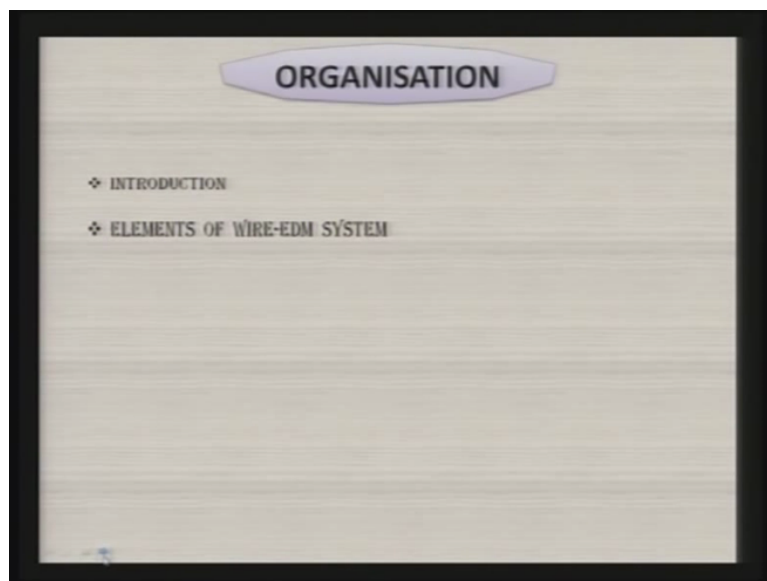 ORGANISATION
❖ INTRODUCTION
❖ ELEMENTS OF WIRE-EDM SYSTEM